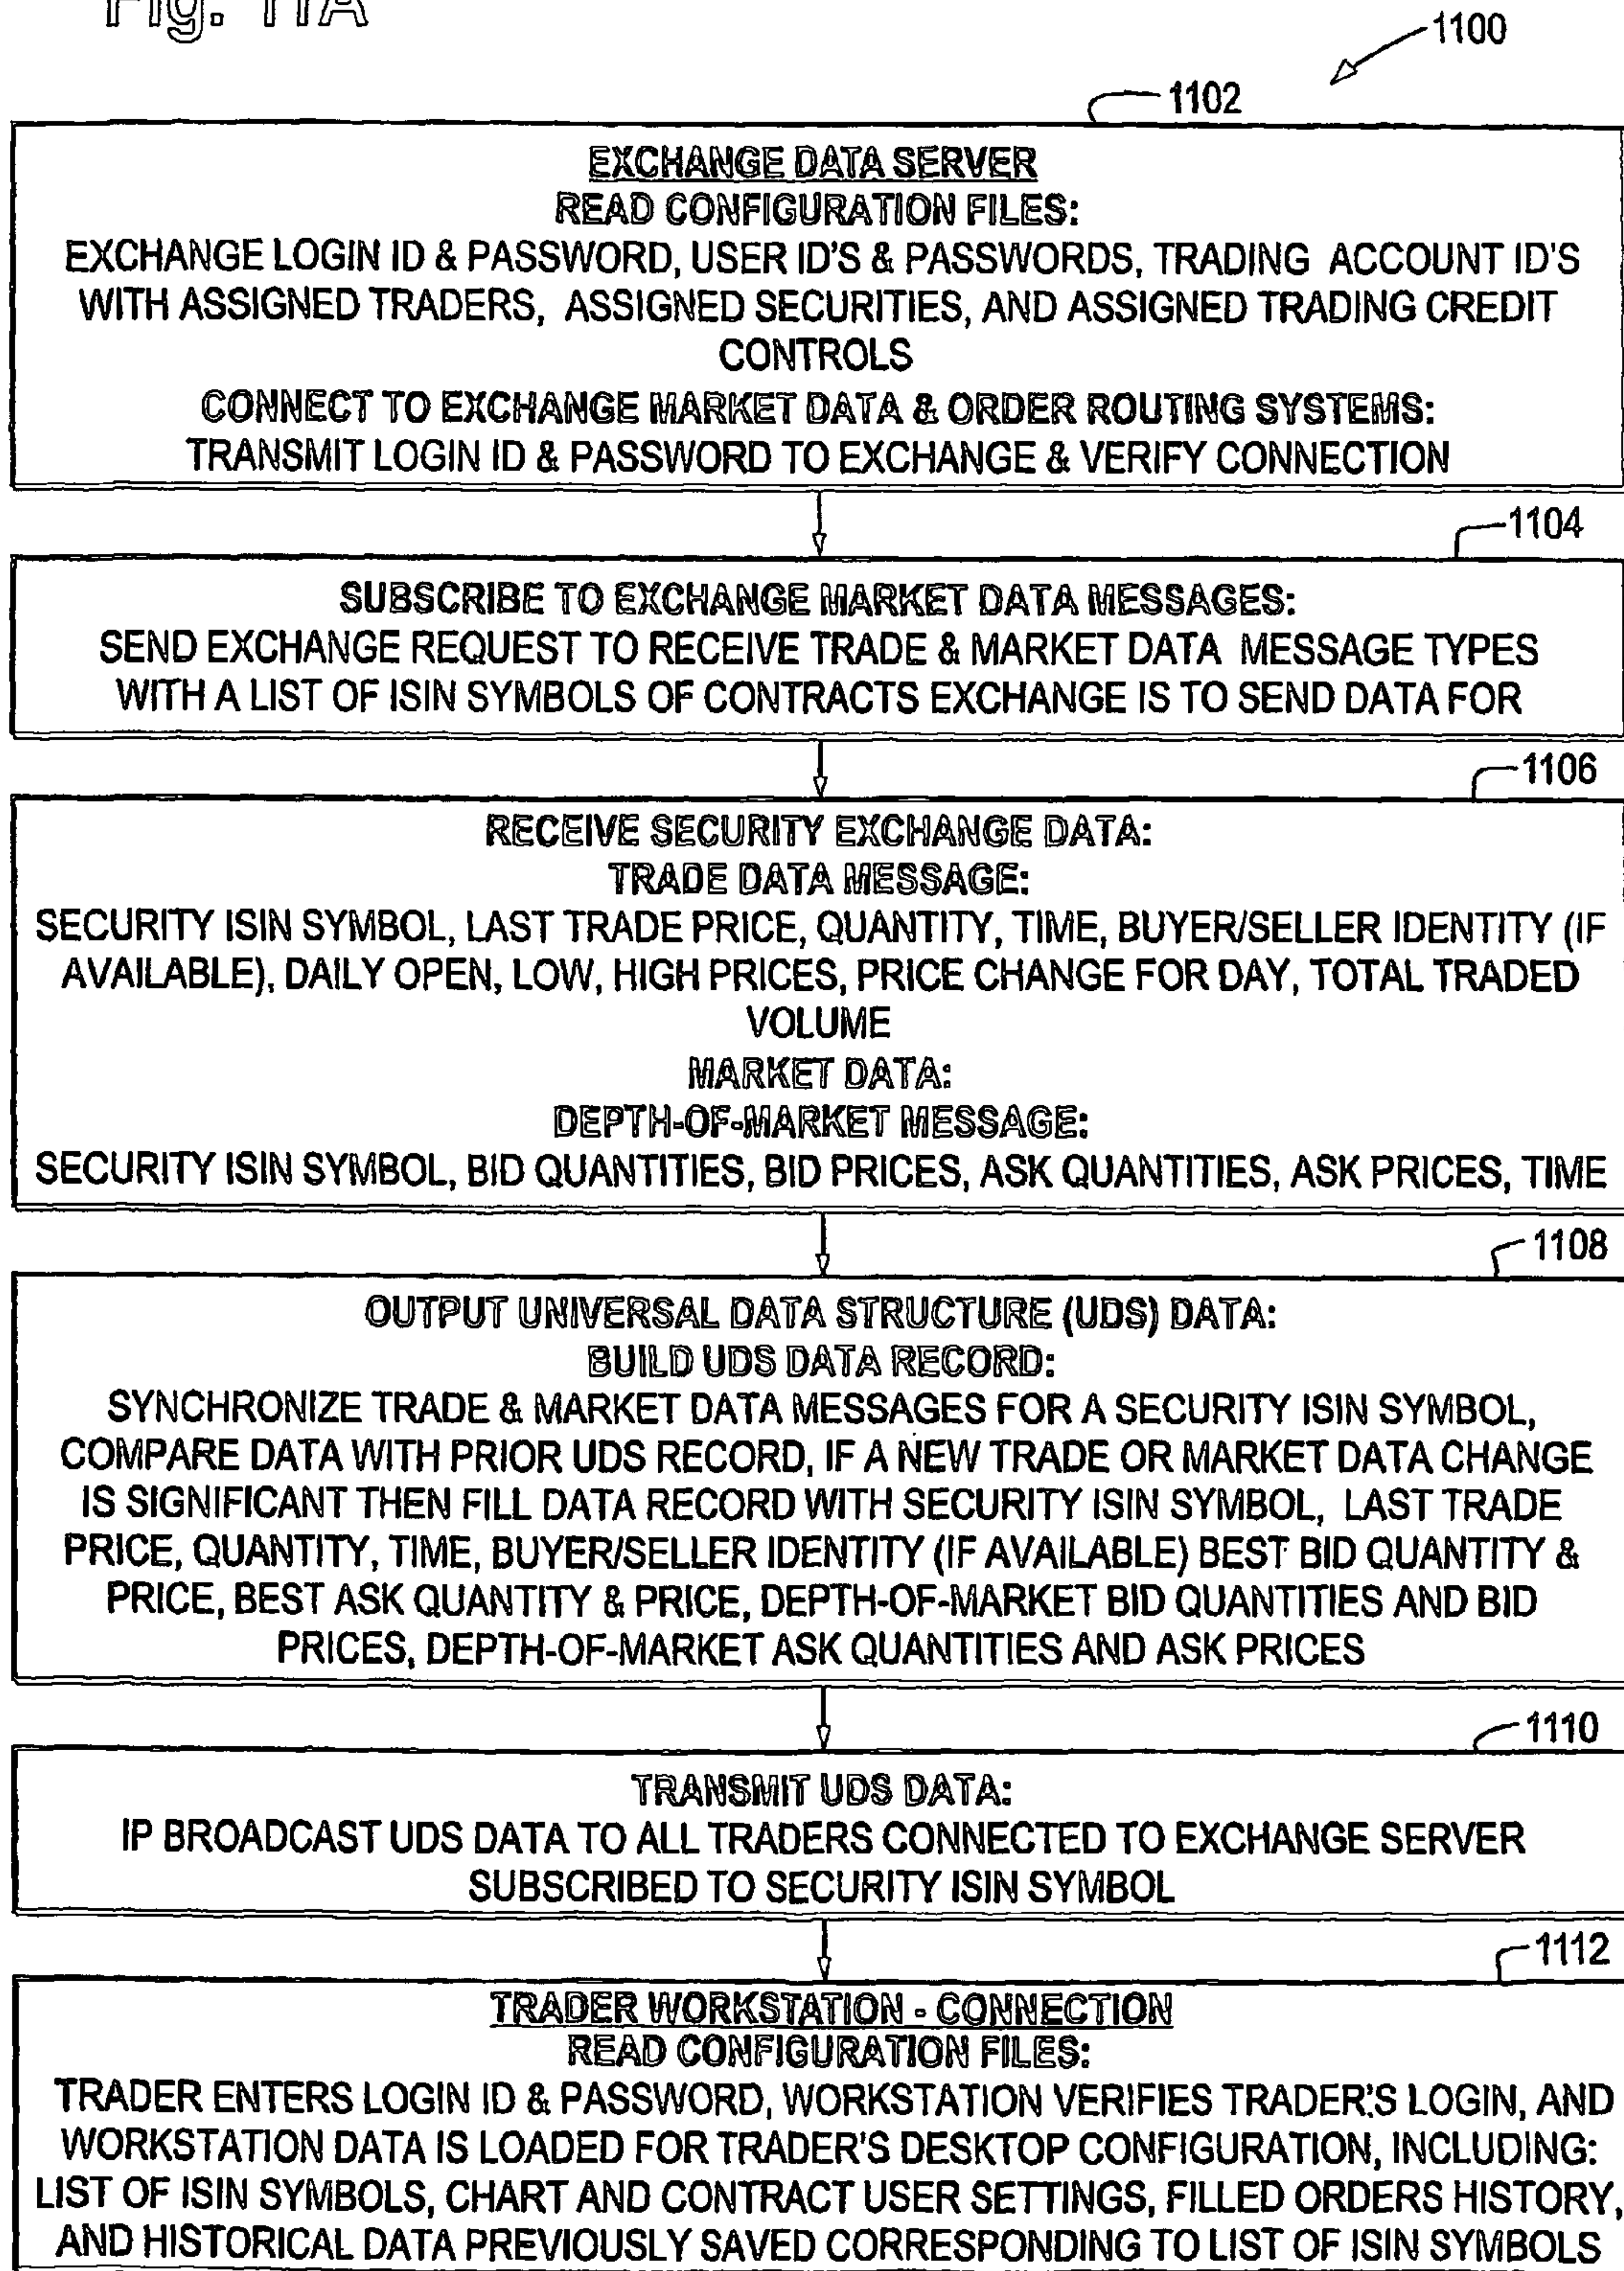 Fig. 11A
1100
1102
EXCHANGE DATA SERVER
READ CONFIGURATION FILES:
EXCHANGE LOGIN ID & PASSWORD, USER ID'S & PASSWORDS, TRADING ACCOUNT ID'S
WITH ASSIGNED TRADERS, ASSIGNED SECURITIES, AND ASSIGNED TRADING CREDIT
CONTROLS
CONNECT TO EXCHANGE MARKET DATA & ORDER ROUTING SYSTEMS:
TRANSMIT LOGIN ID & PASSWORD TO EXCHANGE & VERIFY CONNECTION
1104
SUBSCRIBE TO EXCHANGE MARKET DATA MESSAGES:
SEND EXCHANGE REQUEST TO RECEIVE TRADE & MARKET DATA MESSAGE TYPES
WITH A LIST OF ISIN SYMBOLS OF CONTRACTS EXCHANGE IS TO SEND DATA FOR
1106
RECEIVE SECURITY EXCHANGE DATA:
TRADE DATA MESSAGE:
SECURITY ISIN SYMBOL, LAST TRADE PRICE, QUANTITY, TIME, BUYER/SELLER IDENTITY (IF
AVAILABLE), DAILY OPEN, LOW, HIGH PRICES, PRICE CHANGE FOR DAY, TOTAL TRADED
VOLUME
MARKET DATA:
DEPTH-OF-MARKET MESSAGE:
SECURITY ISIN SYMBOL, BID QUANTITIES, BID PRICES, ASK QUANTITIES, ASK PRICES, TIME
1108
OUTPUT UNIVERSAL DATA STRUCTURE (UDS) DATA:
BUILD UDS DATA RECORD:
SYNCHRONIZE TRADE & MARKET DATA MESSAGES FOR A SECURITY ISIN SYMBOL,
COMPARE DATA WITH PRIOR UDS RECORD, IF A NEW TRADE OR MARKET DATA CHANGE
IS SIGNIFICANT THEN FILL DATA RECORD WITH SECURITY ISIN SYMBOL, LAST TRADE
PRICE, QUANTITY, TIME, BUYER/SELLER IDENTITY (IF AVAILABLE) BEST BID QUANTITY &
PRICE, BEST ASK QUANTITY & PRICE, DEPTH-OF-MARKET BID QUANTITIES AND BID
PRICES, DEPTH-OF-MARKET ASK QUANTITIES AND ASK PRICES
1110
TRANSMIT UDS DATA:
IP BROADCAST UDS DATA TO ALL TRADERS CONNECTED TO EXCHANGE SERVER
SUBSCRIBED TO SECURITY ISIN SYMBOL
1112
TRADER WORKSTATION - CONNECTION
READ CONFIGURATION FILES:
TRADER ENTERS LOGIN ID & PASSWORD, WORKSTATION VERIFIES TRADER'S LOGIN, AND
WORKSTATION DATA IS LOADED FOR TRADER'S DESKTOP CONFIGURATION, INCLUDING:
LIST OF ISIN SYMBOLS, CHART AND CONTRACT USER SETTINGS, FILLED ORDERS HISTORY,
AND HISTORICAL DATA PREVIOUSLY SAVED CORRESPONDING TO LIST OF ISIN SYMBOLS